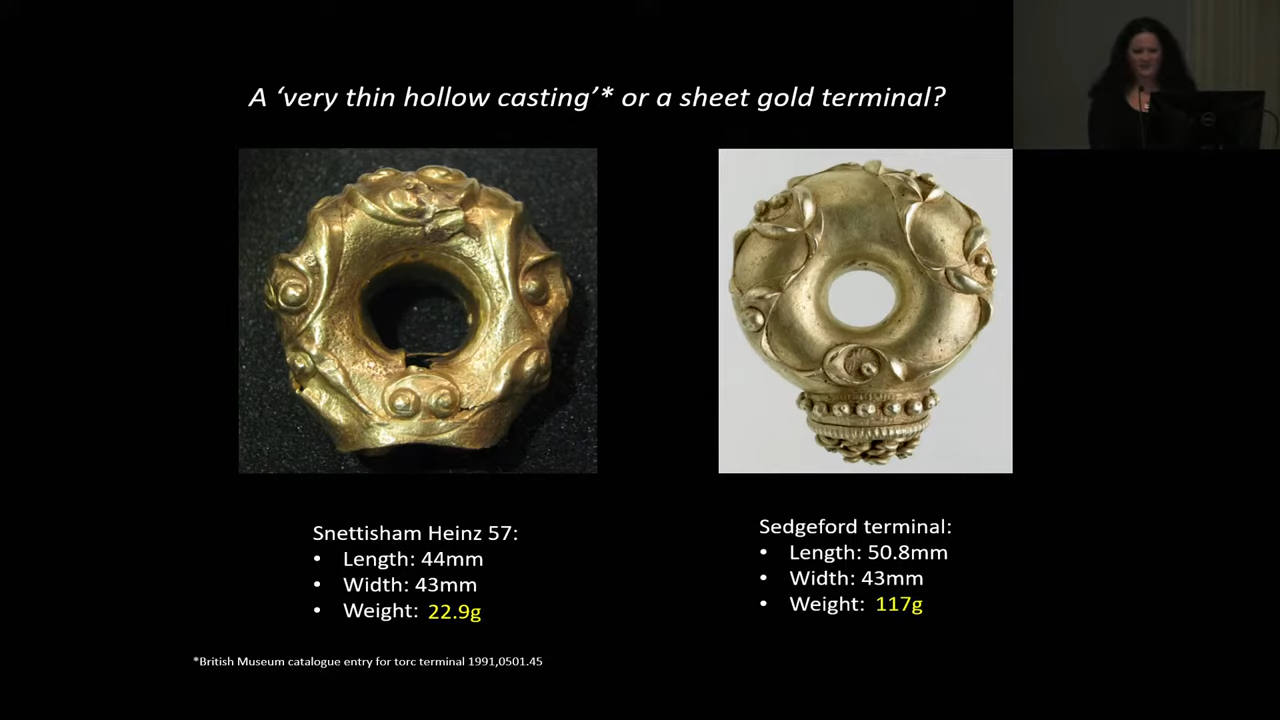 A ‘very thin hollow casting’* or a sheet gold terminal?
Snettisham Heinz 57:
• Length: 44mm
• Width: 43mm
• Weight: 22.9g
Sedgeford terminal:
• Length: 50.8mm
• Width: 43mm
• Weight: 117g
*British Museum catalogue entry for torc terminal 1991,0501.45